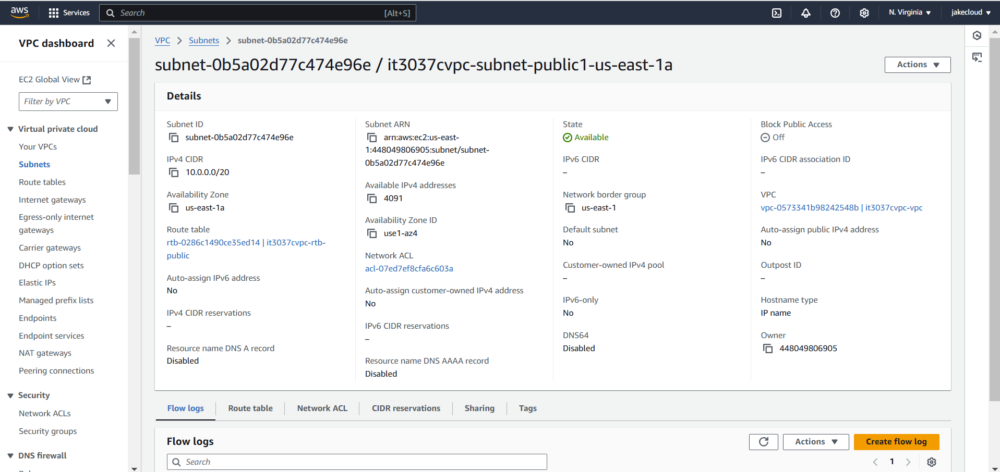 aws
Services
Search
[Alt+S]
N. Virginia
jakecloud
VPC dashboard
EC2 Global View
Filter by VPC
Virtual private cloud
Your VPCs
Subnets
Route tables
Internet gateways
Egress-only internet
gateways
Carrier gateways
DHCP option sets
Elastic IPs
Managed prefix lists
Endpoints
Endpoint services
NAT gateways
Peering connections
Security
Network ACLs
Security groups
DNS firewall
VPC > Subnets > subnet-0b5a02d77c474e96e
subnet-0b5a02d77c474e96e / it3037cvpc-subnet-public1-us-east-1a
Actions
Details
Subnet ID
subnet-0b5a02d77c474e96e
IPv4 CIDR
10.0.0.0/20
Availability Zone
us-east-1a
Route table
rtb-0286c1490ce35ed14 | it3037cvpc-rtb-
public
Auto-assign IPv6 address
No
IPv4 CIDR reservations
–
Resource name DNS A record
Disabled
Subnet ARN
arn:aws:ec2:us-east-
1:448049806905:subnet/subnet-
0b5a02d77c474e96e
Available IPv4 addresses
4091
Availability Zone ID
use1-az4
Network ACL
acl-07ed7ef8cfa6c603a
Auto-assign customer-owned IPv4 address
No
IPv6 CIDR reservations
–
Resource name DNS AAAA record
Disabled
State
Available
IPv6 CIDR
–
Network border group
us-east-1
Default subnet
No
Customer-owned IPv4 pool
–
IPv6-only
No
DNS64
Disabled
Block Public Access
Off
IPv6 CIDR association ID
–
VPC
vpc-0573341b98242548b | it3037cvpc-vpc
Auto-assign public IPv4 address
No
Outpost ID
–
Hostname type
IP name
Owner
448049806905
Flow logs
Route table
Network ACL
CIDR reservations
Sharing
Tags
Flow logs
Actions
Create flow log
Search
1